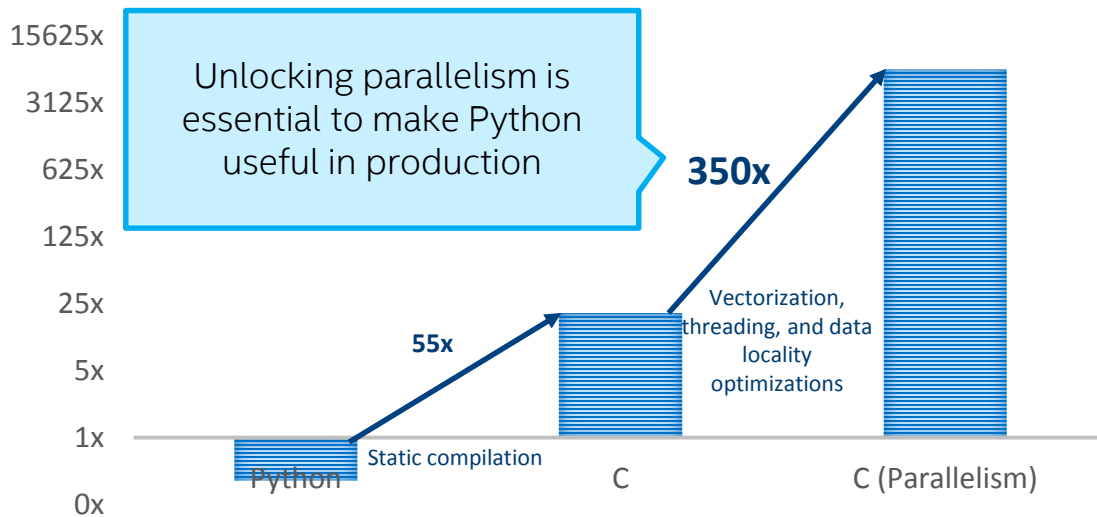 15625x
3125x
625x
125x
25x
5x
1x
0x
Unlocking parallelism is
essential to make Python
useful in production
350x
55x
Vectorization,
threading, and data
locality
optimizations
Static compilation
Python
C
C (Parallelism)